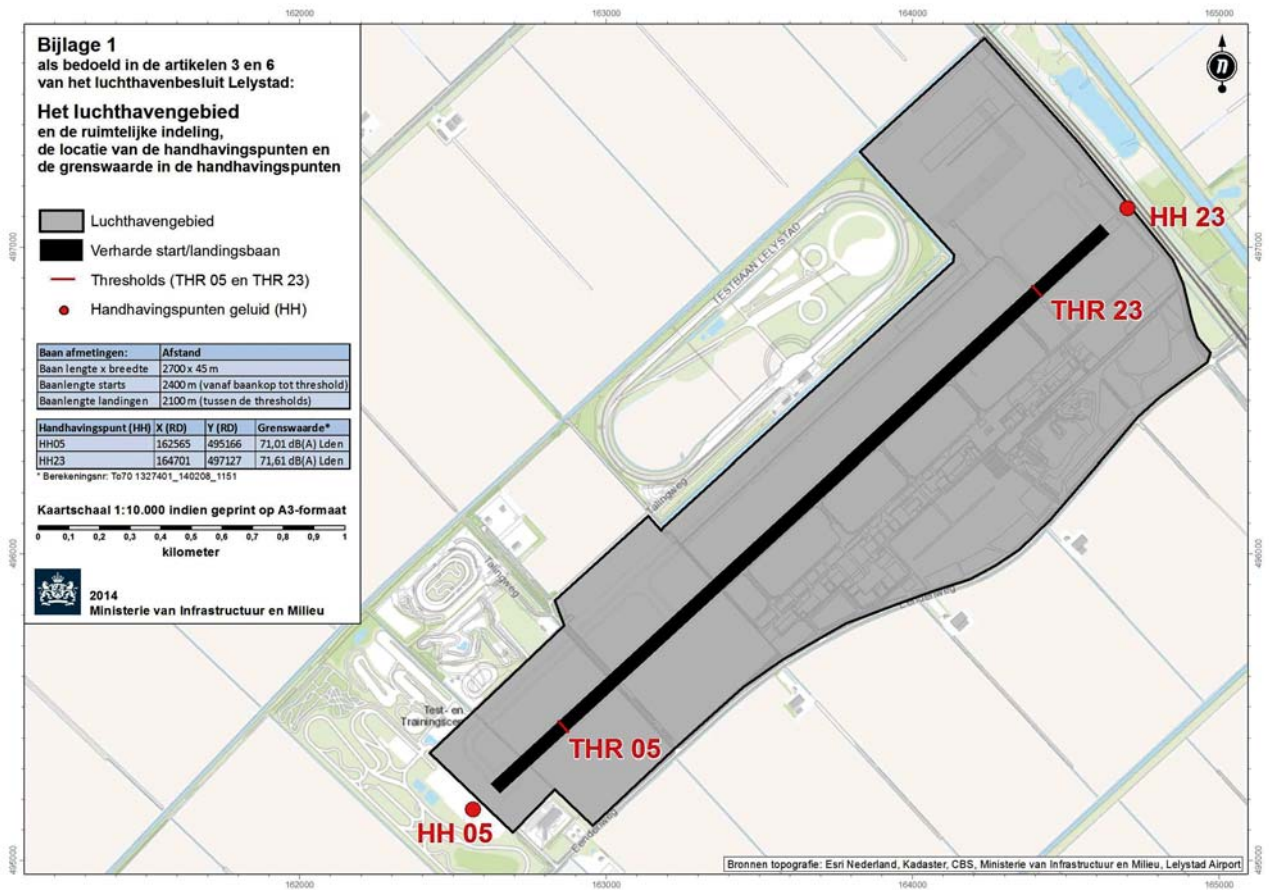 162000 163000 164000 165000
Bijlage 1
als bedoeld in de artikelen 3 en 6
van het luchthavenbesluit Lelystad:
Het luchthavengebied
en de ruimtelijke indeling,
de locatie van de handhavingspunten en
de grenswaarde in de handhavingspunten
Luchthavengebied
Verharde start/landingsbaan
Thresholds (THR 05 en THR 23)
Handhavingspunten geluid (HH)
Baan afmetingen: Afstand
Baan lengte x breedte 2700 x 45 m
Baanlengte starts 2400 m (vanaf baankop tot threshold)
Baanlengte landingen 2100 m (tussen de thresholds)
Handhavingspunt (HH) X (RD) Y (RD) Grenswaarde*
HH05 162565 495166 71,01 dB(A) Lden
HH23 164701 497127 71,61 dB(A) Lden
* Berekeningsnr: To70 1327401_140208_1151
Kaartschaal 1:10.000 indien geprint op A3-formaat
0 0,1 0,2 0,3 0,4 0,5 0,6 0,7 0,8 0,9 1
kilometer
2014
Ministerie van Infrastructuur en Milieu
n
HH 23
497000
497000
TESTBAAN LELYSTAD
THR 23
Talingweg
496000
496000
Talingweg
Eendenweg
Test- en
Trainingscen
THR 05
HH 05
Eendenweg
495000
495000
Bronnen topografie: Esri Nederland, Kadaster, CBS, Ministerie van Infrastructuur en Milieu, Lelystad Airport
162000 163000 164000 165000